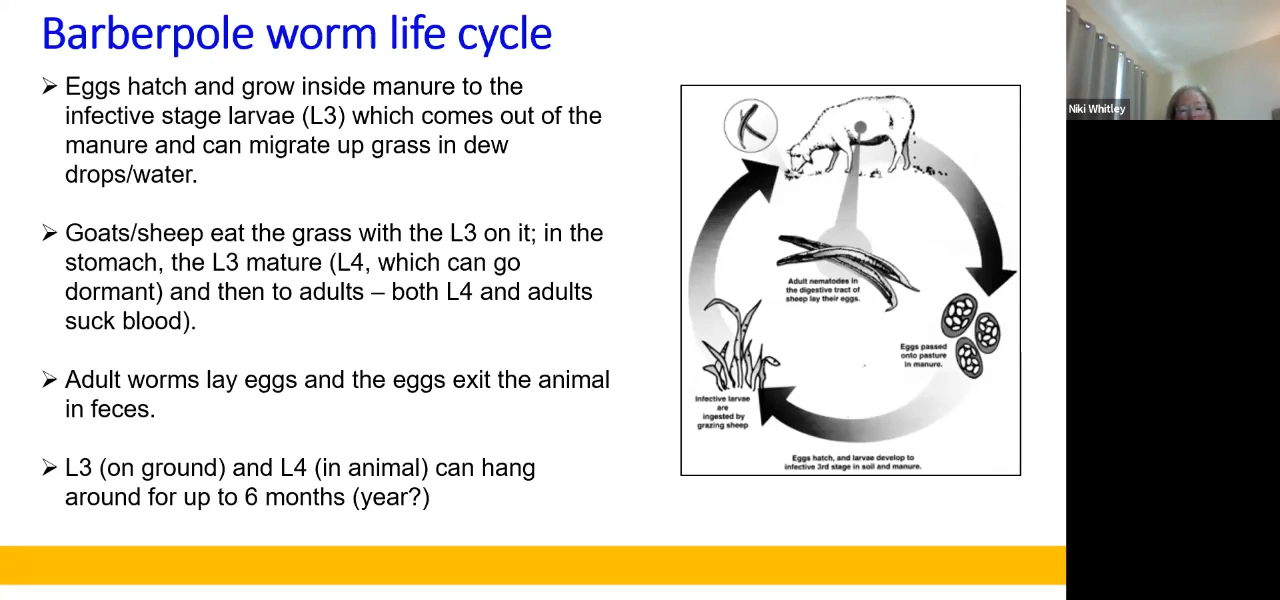 Barberpole worm life cycle
➢ Eggs hatch and grow inside manure to the
infective stage larvae (L3) which comes out of the
manure and can migrate up grass in dew
drops/water.
➢ Goats/sheep eat the grass with the L3 on it; in the
stomach, the L3 mature (L4, which can go
dormant) and then to adults – both L4 and adults
suck blood).
➢ Adult worms lay eggs and the eggs exit the animal
in feces.
➢ L3 (on ground) and L4 (in animal) can hang
around for up to 6 months (year?)
Adult nematodes in
the digestive tract of
sheep lay their eggs.
Eggs passed
onto pasture
in manure.
Infective larvae
are
ingested by
grazing sheep
Eggs hatch, and larvae develop to
infective 3rd stage in soil and manure.
Niki Whitley